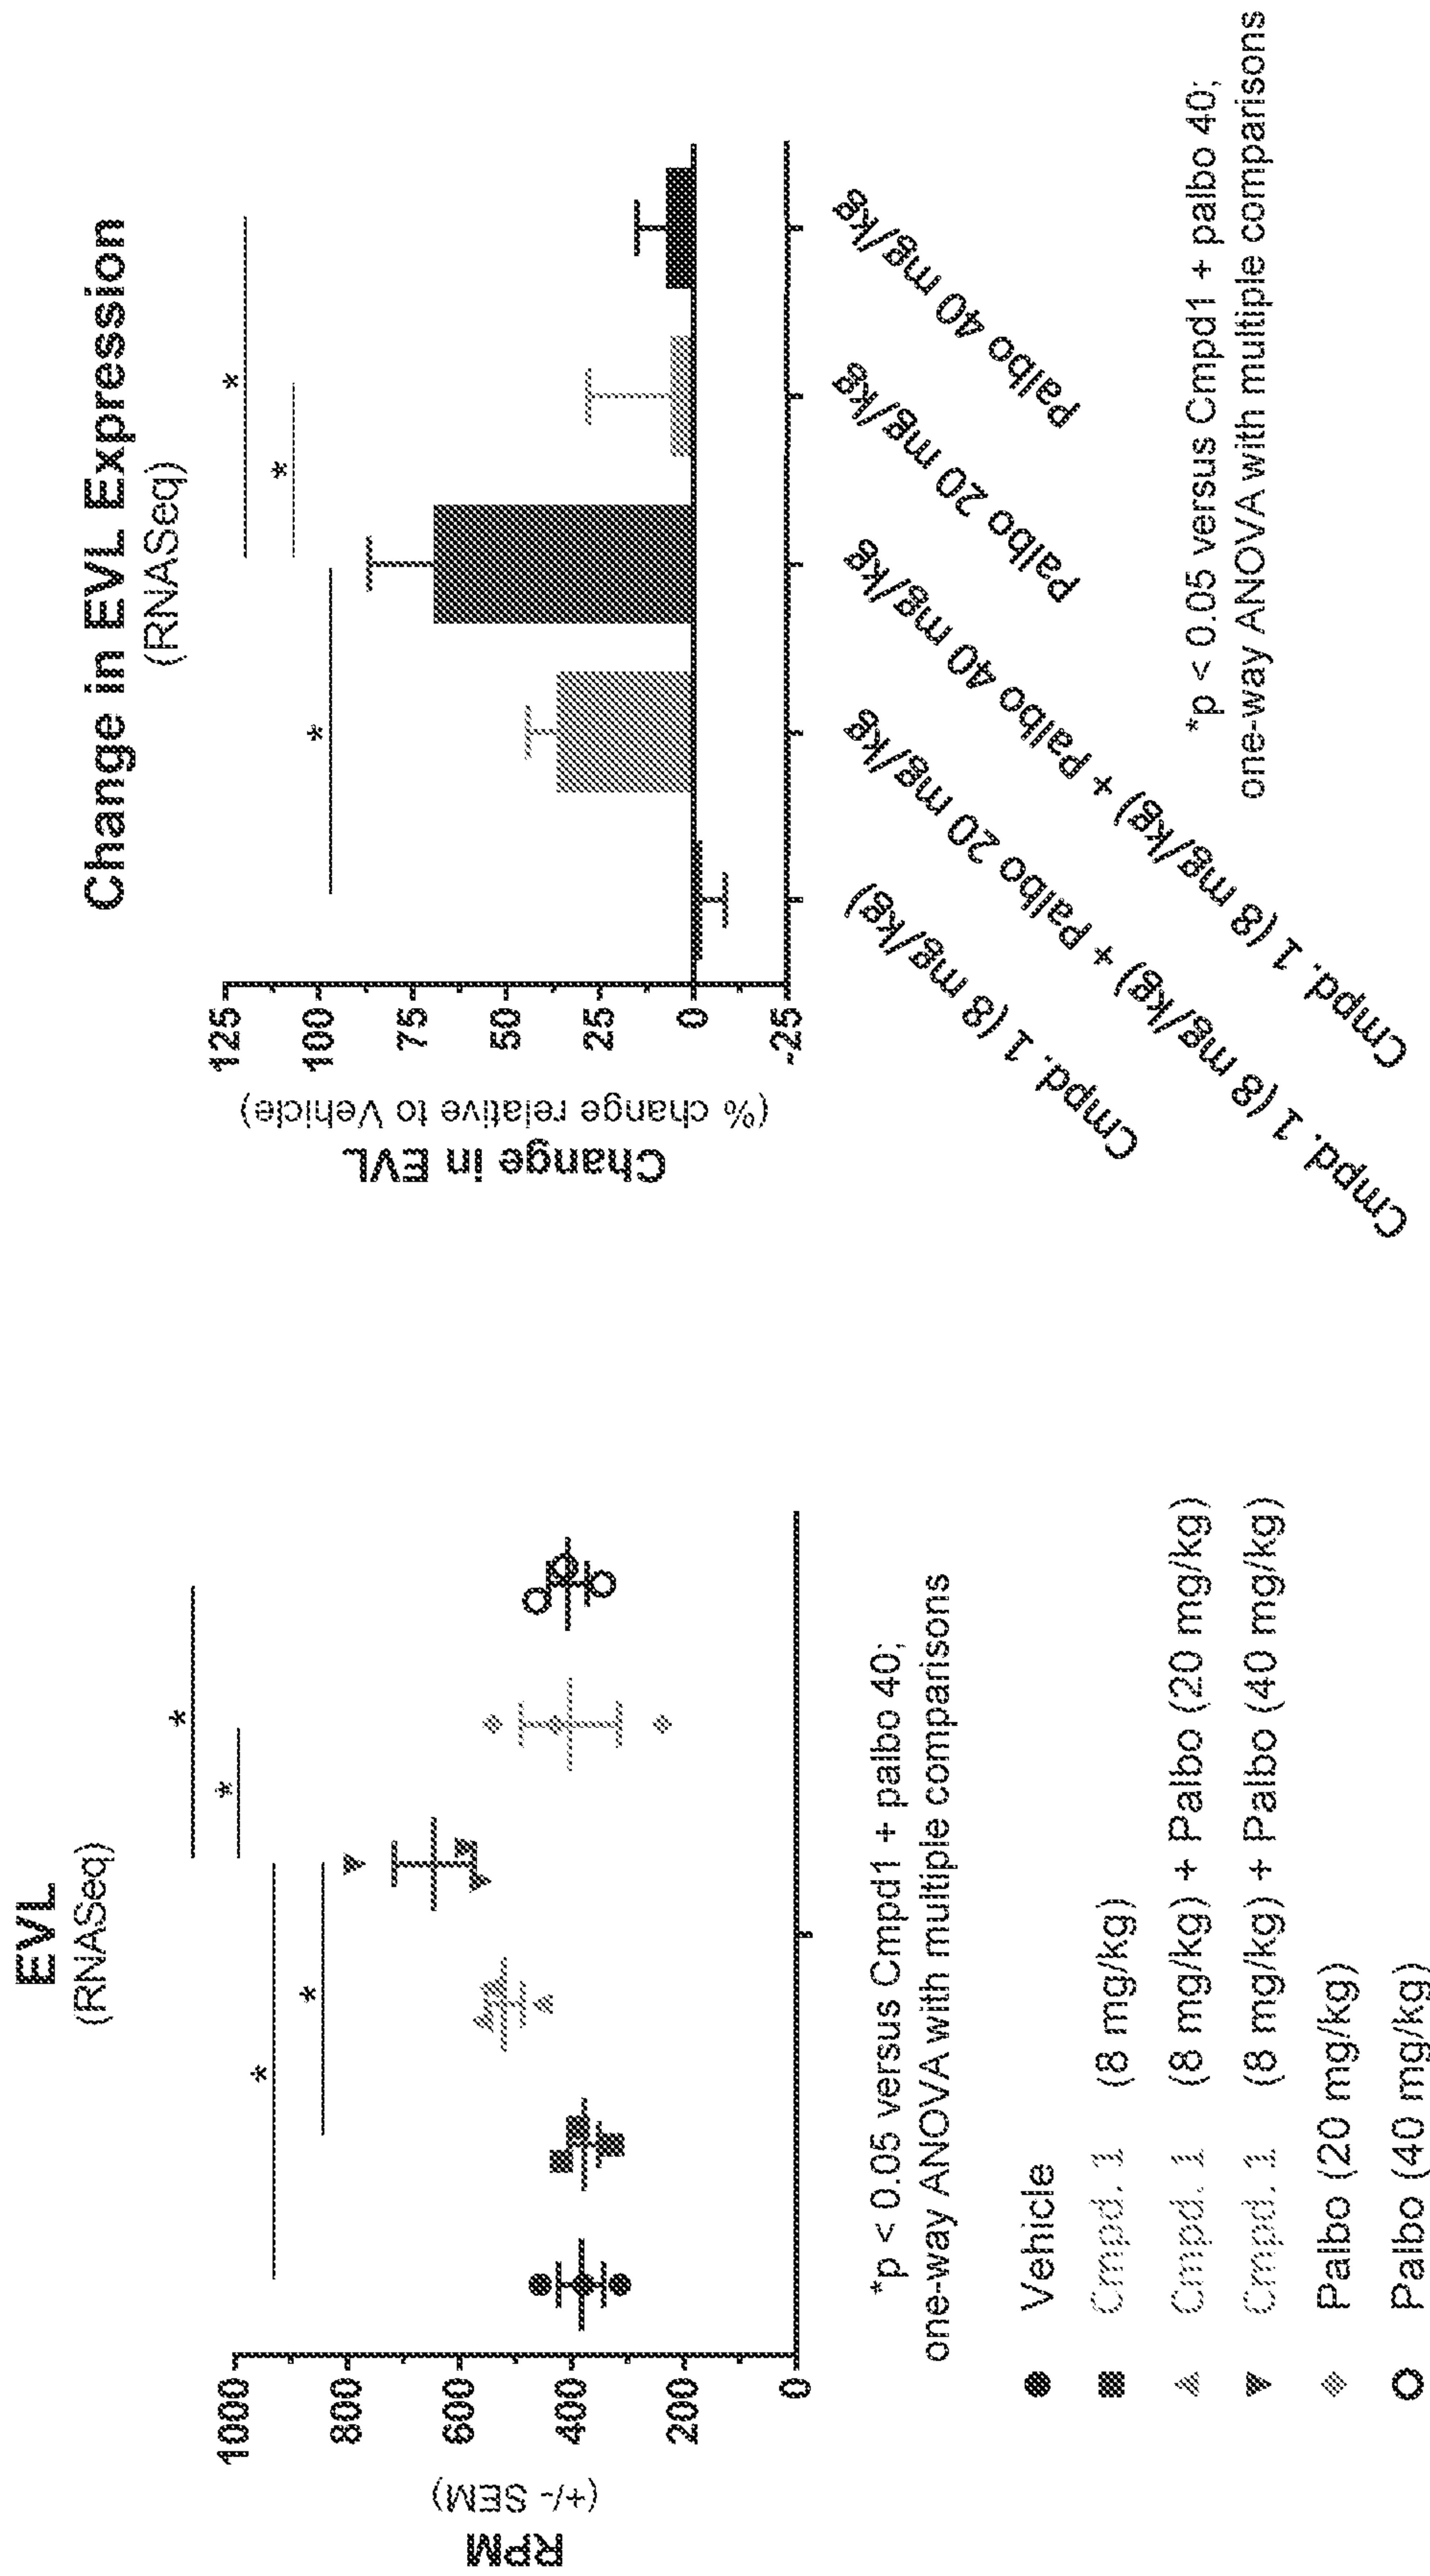 EVL
(RNASeq)
RPM
(+/- SEM)
1000
800
600
400
200
0
*
*
*
*
*p < 0.05 versus Cmpd1 + palbo 40;
one-way ANOVA with multiple comparisons
Vehicle
Cmpd. 1 (8 mg/kg)
Cmpd. 1 (8 mg/kg) + Palbo (20 mg/kg)
Cmpd. 1 (8 mg/kg) + Palbo (40 mg/kg)
Palbo (20 mg/kg)
Palbo (40 mg/kg)
Change in EVL Expression
(RNASeq)
Change in EVL
(% change relative to Vehicle)
125
100
75
50
25
0
-25
*
*
*
Cmpd. 1 (8 mg/kg)
Cmpd. 1 (8 mg/kg) + Palbo 20 mg/kg
Cmpd. 1 (8 mg/kg) + Palbo 40 mg/kg
Palbo 20 mg/kg
Palbo 40 mg/kg
*p < 0.05 versus Cmpd1 + palbo 40;
one-way ANOVA with multiple comparisons